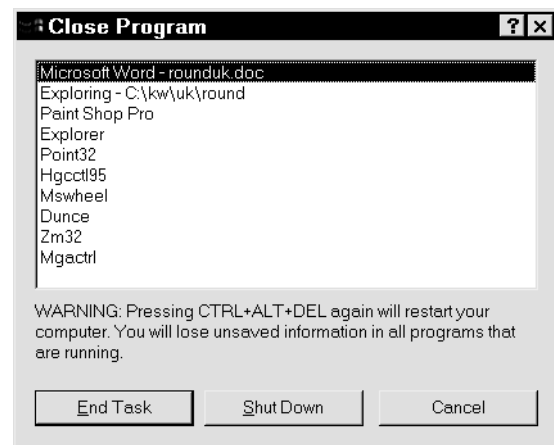 Close Program
? ×
Microsoft Word - rounduk.doc
Exploring - C:\kw\uk\round
Paint Shop Pro
Explorer
Point32
Hgcctl95
Mswheel
Dunce
Zm32
Mgactrl
WARNING: Pressing CTRL+ALT+DEL again will restart your
computer. You will lose unsaved information in all programs that
are running.
End Task
Shut Down
Cancel